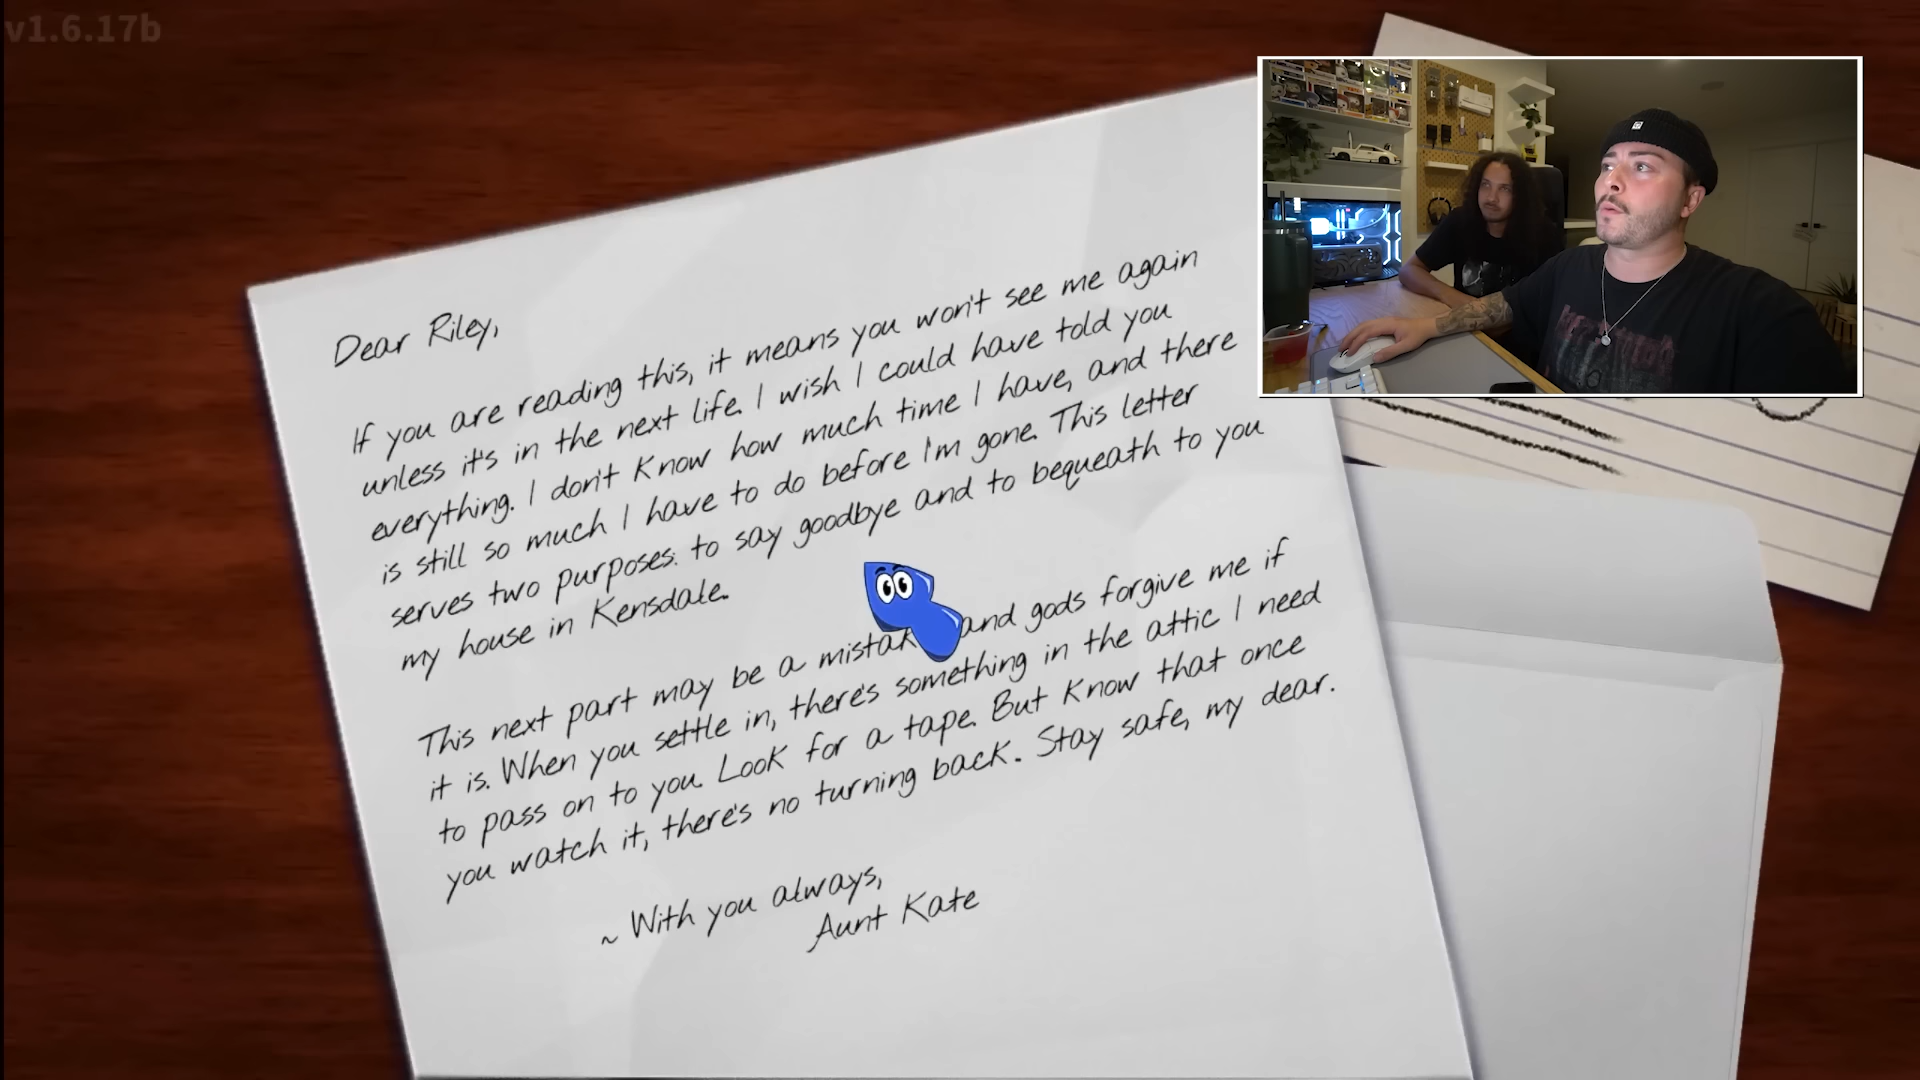 v1.6.17b
Dear Riley,
If you are reading this, it means you won't see me again
unless it's in the next life. I wish I could have told you
everything. I don't know how much time I have, and there
is still so much I have to do before I'm gone. This letter
serves two purposes: to say goodbye and to bequeath to you
my house in Kensdale.
This next part may be a mistak and gods forgive me if
it is. When you settle in, there's something in the attic I need
to pass on to you. Look for a tape. But know that once
you watch it, there's no turning back. Stay safe, my dear.
~ With you always,
Aunt Kate